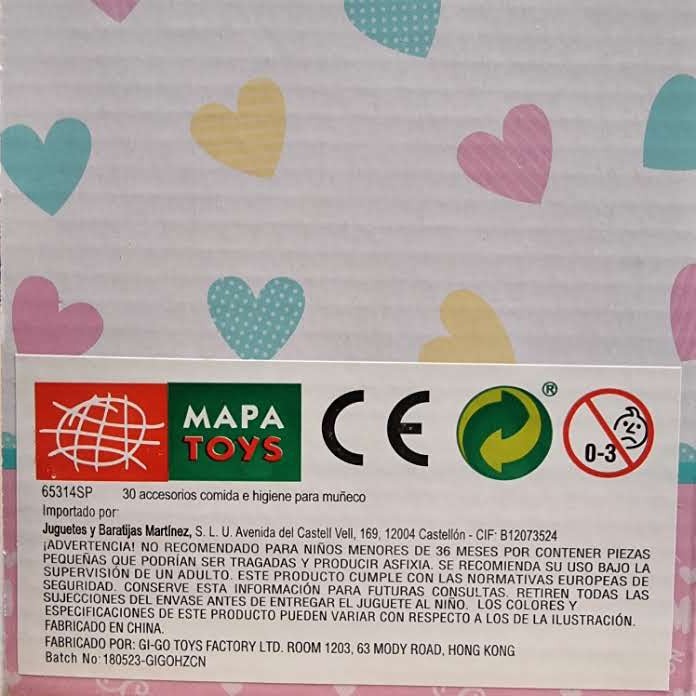 MAPA
TOYS
CE
®
0-3
65314SP 30 accesorios comida e higiene para muñeco
Importado por:
Juguetes y Baratijas Martínez, S. L. U. Avenida del Castell Vell, 169, 12004 Castellón - CIF: B12073524
¡ADVERTENCIA! NO RECOMENDADO PARA NIÑOS MENORES DE 36 MESES POR CONTENER PIEZAS
PEQUEÑAS QUE PODRÍAN SER TRAGADAS Y PRODUCIR ASFIXIA. SE RECOMIENDA SU USO BAJO LA
SUPERVISIÓN DE UN ADULTO. ESTE PRODUCTO CUMPLE CON LAS NORMATIVAS EUROPEAS DE
SEGURIDAD. CONSERVE ESTA INFORMACIÓN PARA FUTURAS CONSULTAS. RETIREN TODAS LAS
SUJECCIONES DEL ENVASE ANTES DE ENTREGAR EL JUGUETE AL NIÑO. LOS COLORES Y
ESPECIFICACIONES DE ESTE PRODUCTO PUEDEN VARIAR CON RESPECTO A LOS DE LA ILUSTRACIÓN.
FABRICADO EN CHINA.
FABRICADO POR: GI-GO TOYS FACTORY LTD. ROOM 1203, 63 MODY ROAD, HONG KONG
Batch No: 180523-GIGOHZCN